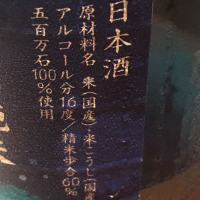 日本酒
原材料名 米(国産)・米こうじ(国産
アルコール分16度/精米歩合60%
五百万石100%使用